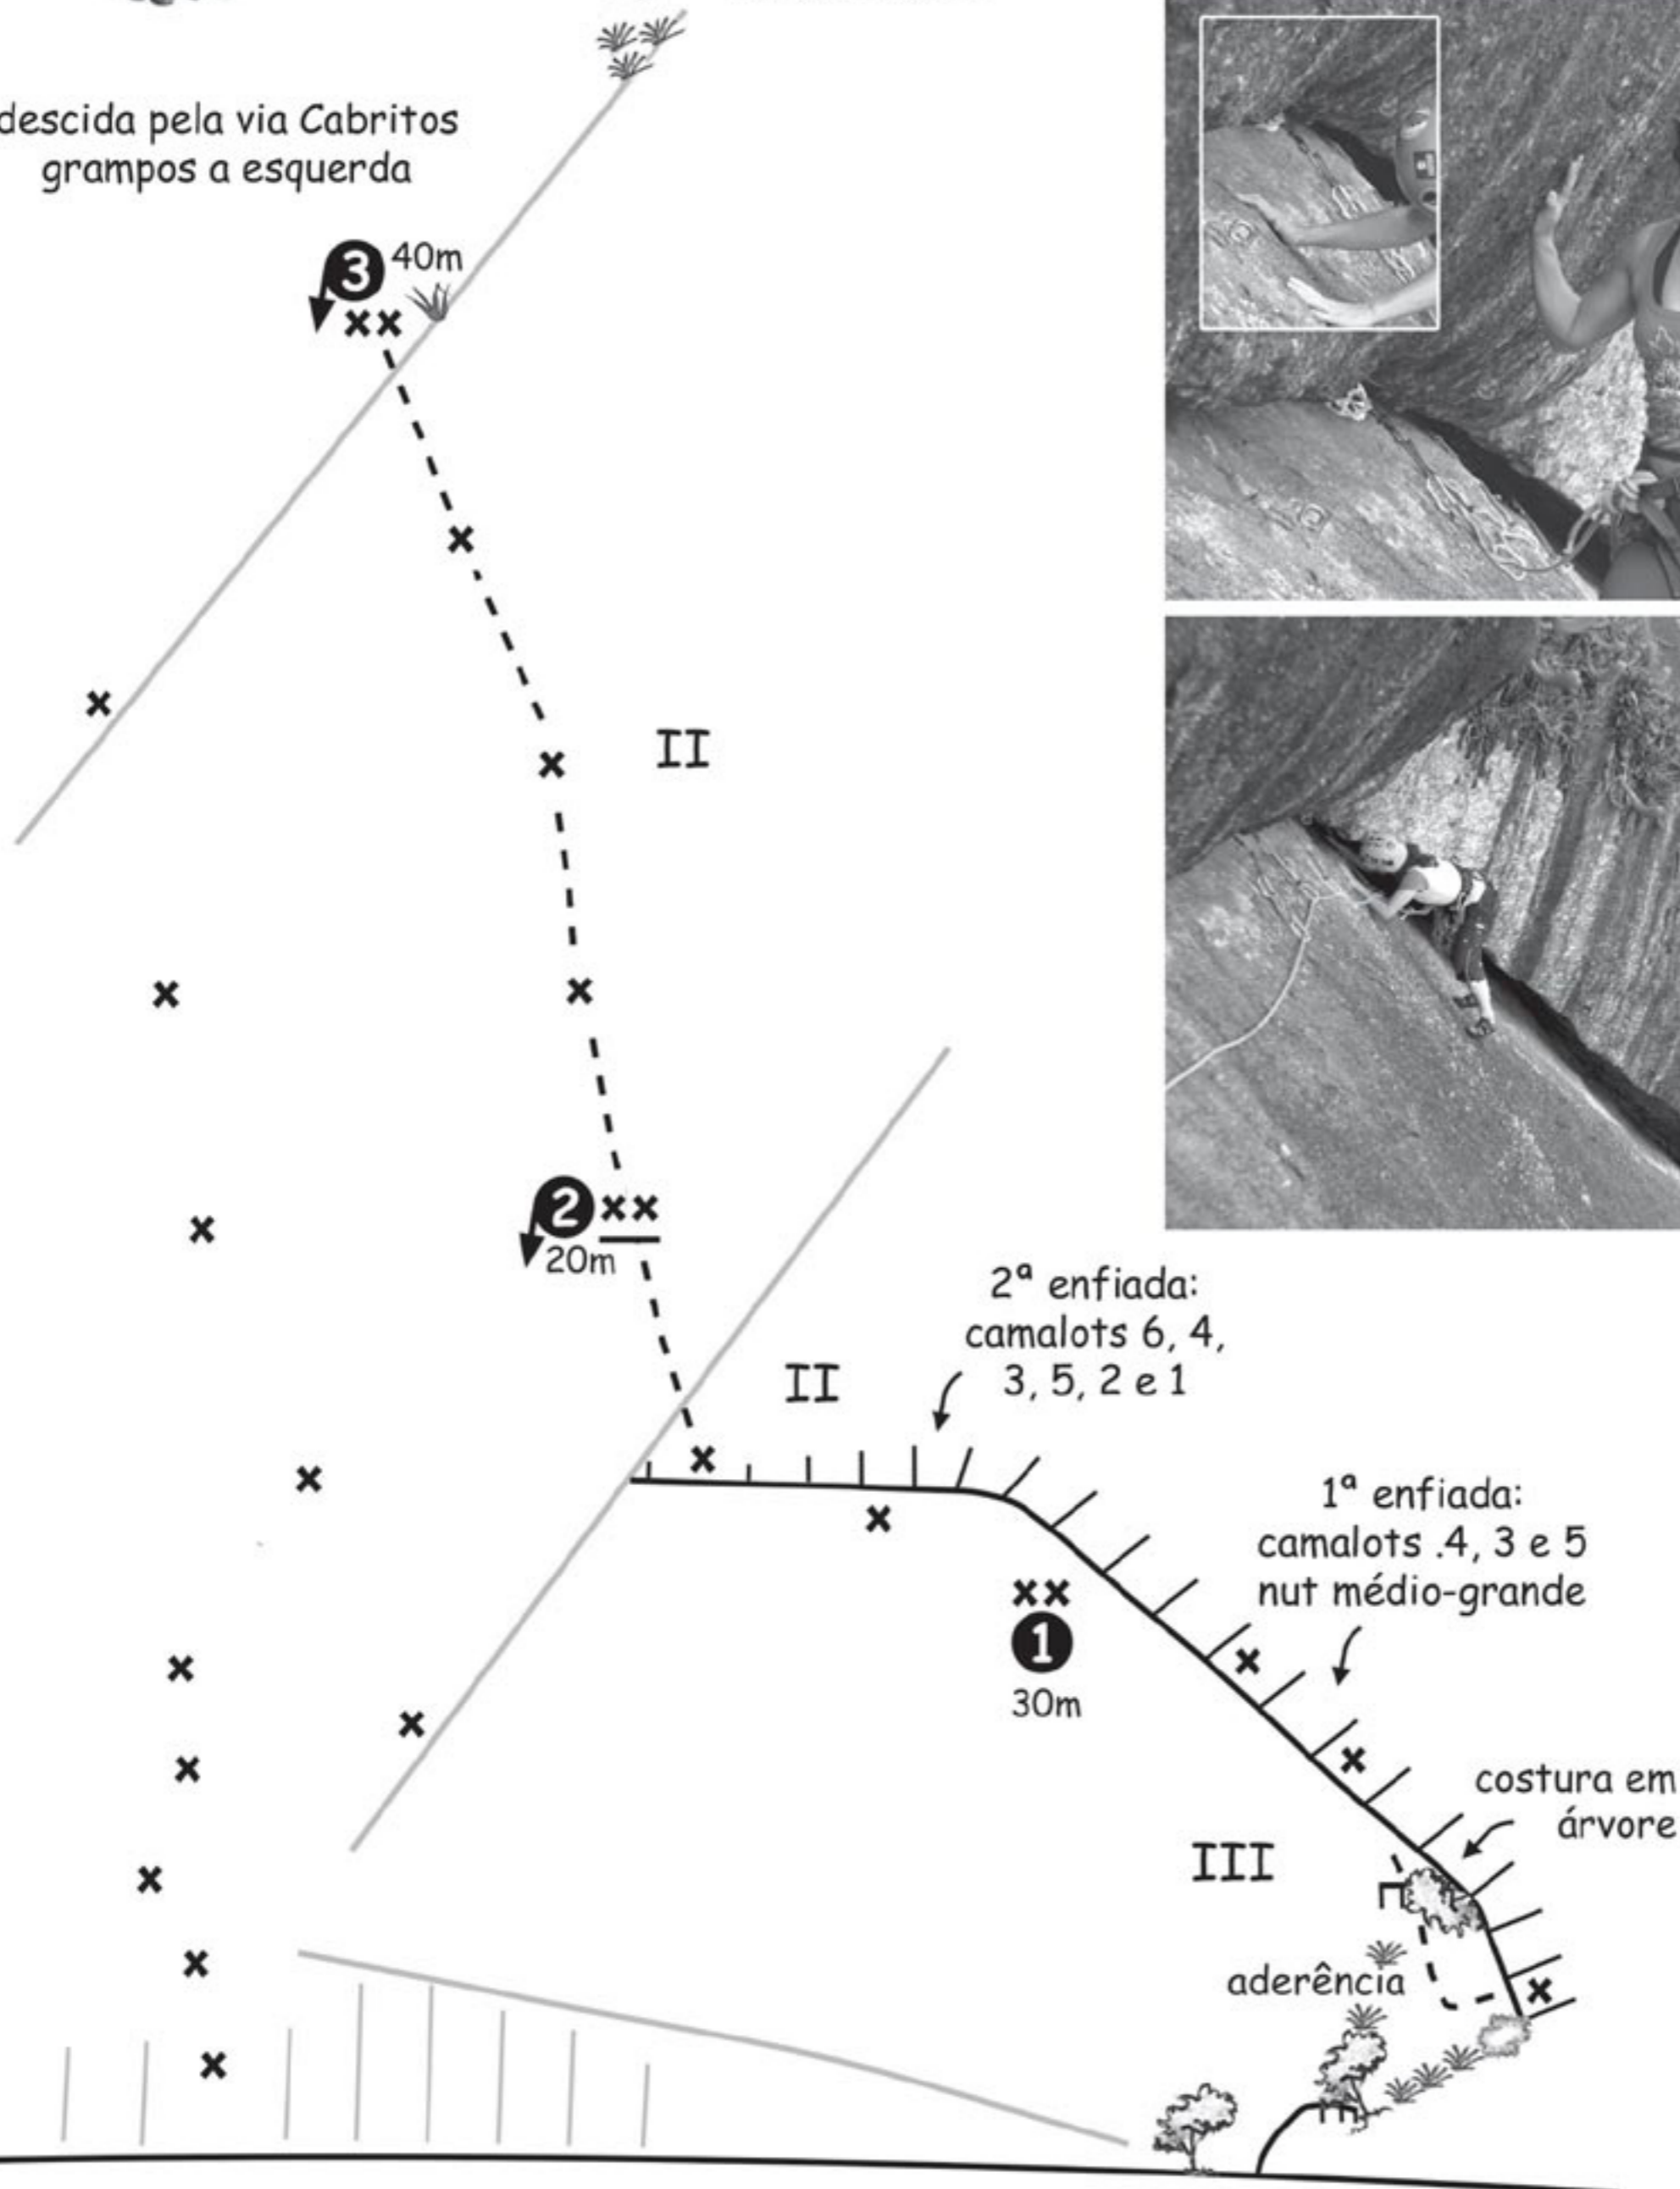 descida pela via Cabritos
grampos a esquerda
3 40m
II
2
20m
2ª enfiada:
camalots 6, 4,
3, 5, 2 e 1
II
1ª enfiada:
camalots .4, 3 e 5
nut médio-grande
1
30m
costura em
árvore
III
aderência